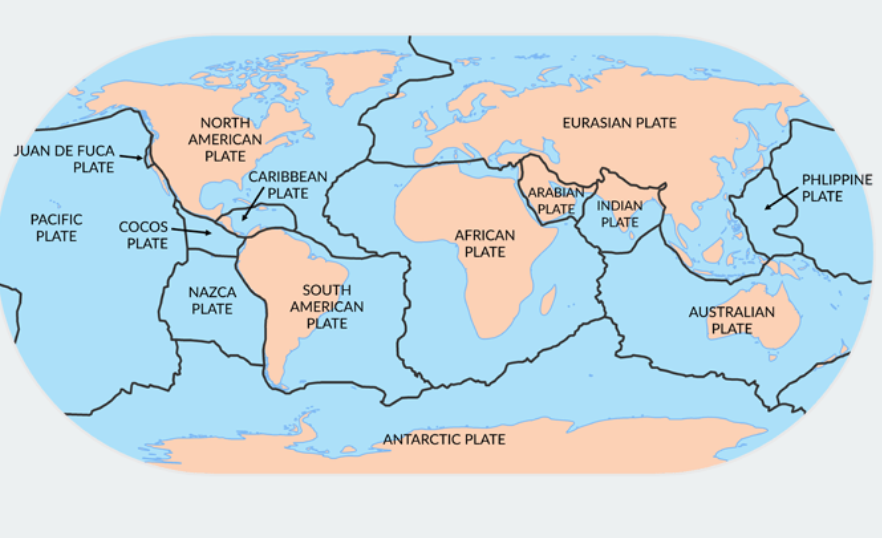 NORTH
AMERICAN
PLATE
EURASIAN PLATE
JUAN DE FUCA
PLATE
CARIBBEAN
PLATE
ARABIAN
PLATE
INDIAN
PLATE
PHLIPPINE
PLATE
PACIFIC
PLATE
COCOS
PLATE
AFRICAN
PLATE
NAZCA
PLATE
SOUTH
AMERICAN
PLATE
AUSTRALIAN
PLATE
ANTARCTIC PLATE